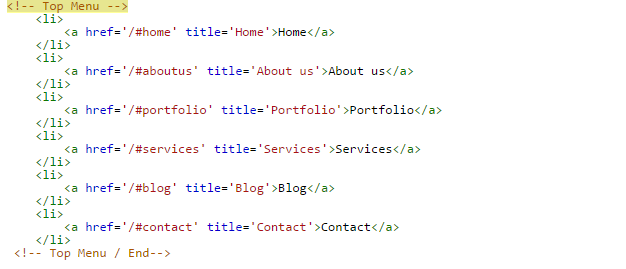 <!-- Top Menu -->
<li>
<a href='/#home' title='Home'>Home</a>
</li>
<li>
<a href='/#aboutus' title='About us'>About us</a>
</li>
<li>
<a href='/#portfolio' title='Portfolio'>Portfolio</a>
</li>
<li>
<a href='/#services' title='Services'>Services</a>
</li>
<li>
<a href='/#blog' title='Blog'>Blog</a>
</li>
<li>
<a href='/#contact' title='Contact'>Contact</a>
</li>
<!-- Top Menu / End-->